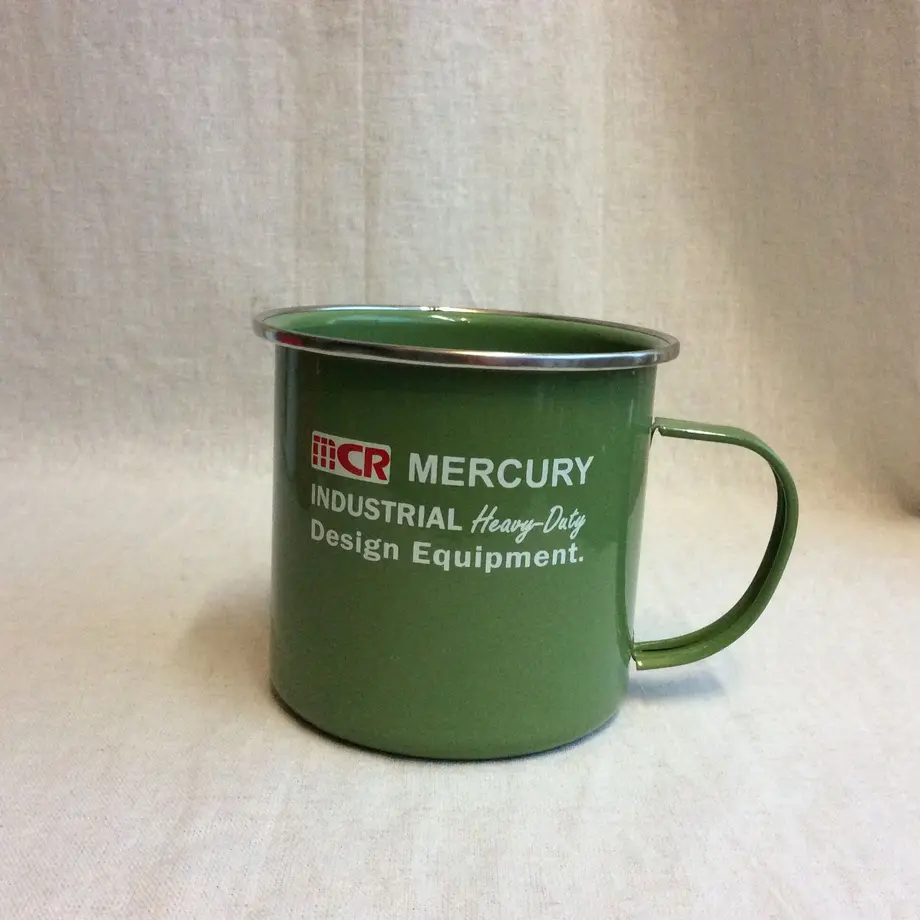 mCR MERCURY
INDUSTRIAL Heavy-Duty
Design Equipment.